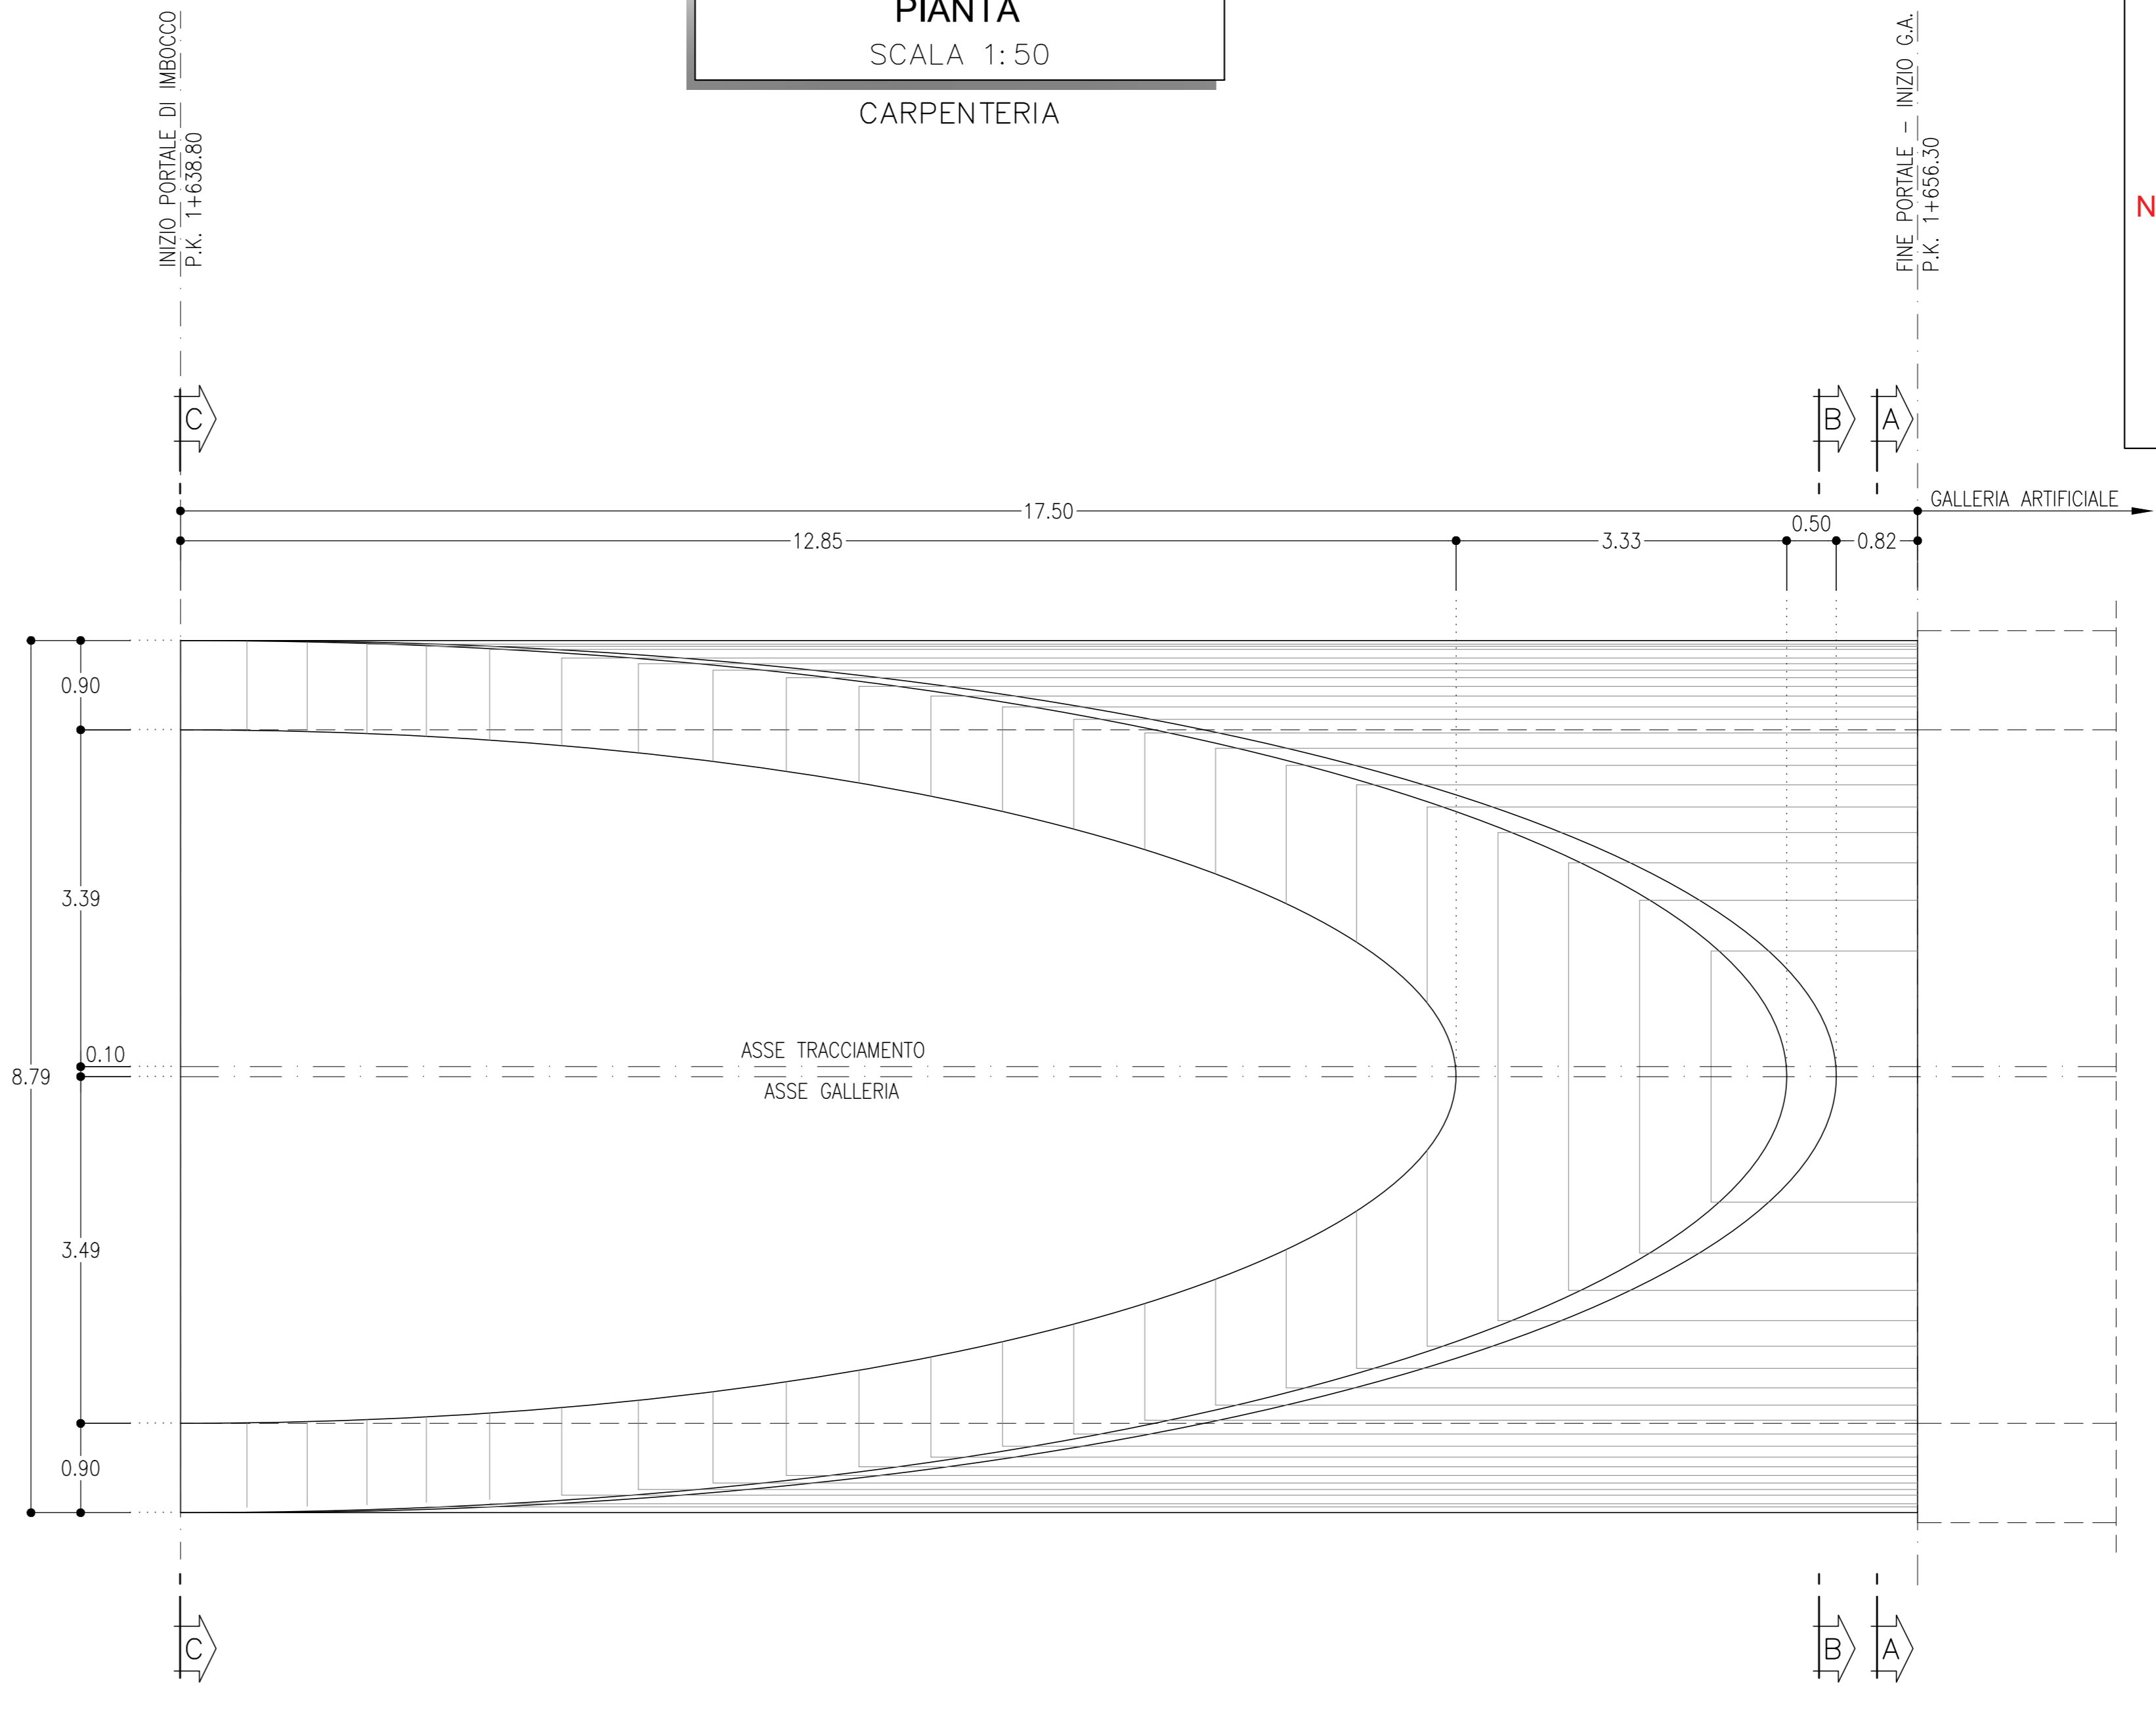 PIANTA
SCALA 1:50
CARPENTERIA
INIZIO PORTALE DI IMBOCCO
P.K. 1+638.80
FINE PORTALE – INIZIO G.A.
P.K. 1+656.30
N
C
B
A
17.50
GALLERIA ARTIFICIALE
12.85
3.33
0.50
0.82
0.90
3.39
0.10
8.79
3.49
0.90
ASSE TRACCIAMENTO
ASSE GALLERIA
C
B
A